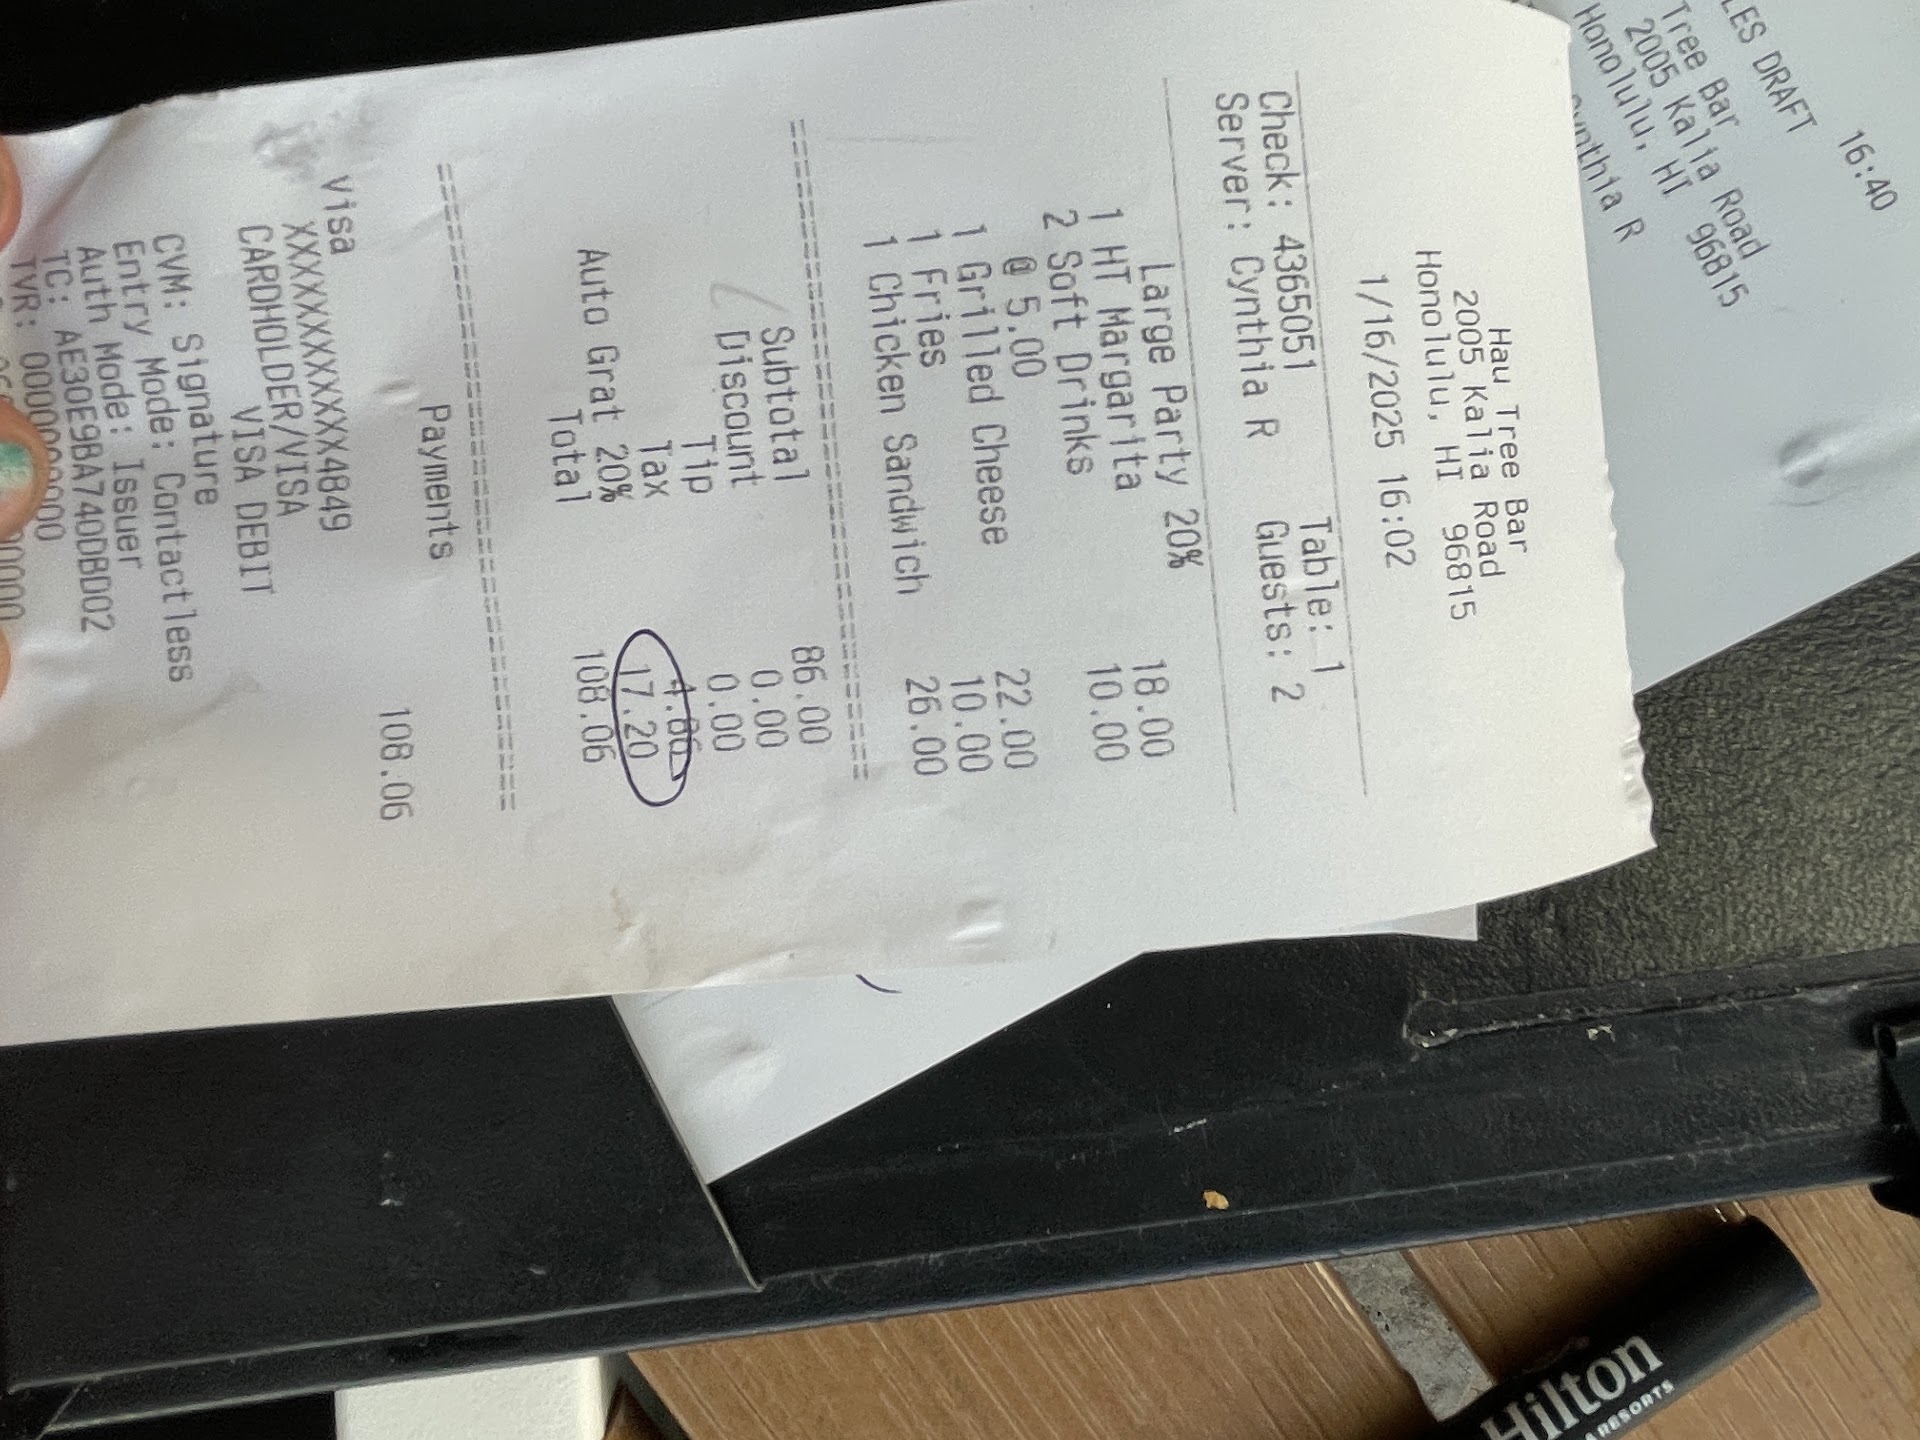 Hau Tree Bar
2005 Kalia Road
Honolulu, HI 96815
1/16/2025 16:02
Table: 1
Check: 4365051 Guests: 2
Server: Cynthia R
Large Party 20%
1 HT Margarita 18.00
2 Soft Drinks 10.00
@ 5.00
1 Grilled Cheese 22.00
1 Fries 10.00
1 Chicken Sandwich 26.00
Subtotal 86.00
Discount 0.00
Tip 0.00
Tax 4.86
Auto Grat 20% 17.20
Total 108.06
Payments
108.06
Visa
XXXXXXXXXXXX4849
CARDHOLDER/VISA
VISA DEBIT
CVM: Signature
Entry Mode: Contactless
Auth Mode: Issuer
TC: AE30E9BA740DBD02
TVR:
16:40
DRAFT
Tree Bar
2005 Kalia Road
Honolulu, HI 96815
R
Hilton
RESORTS